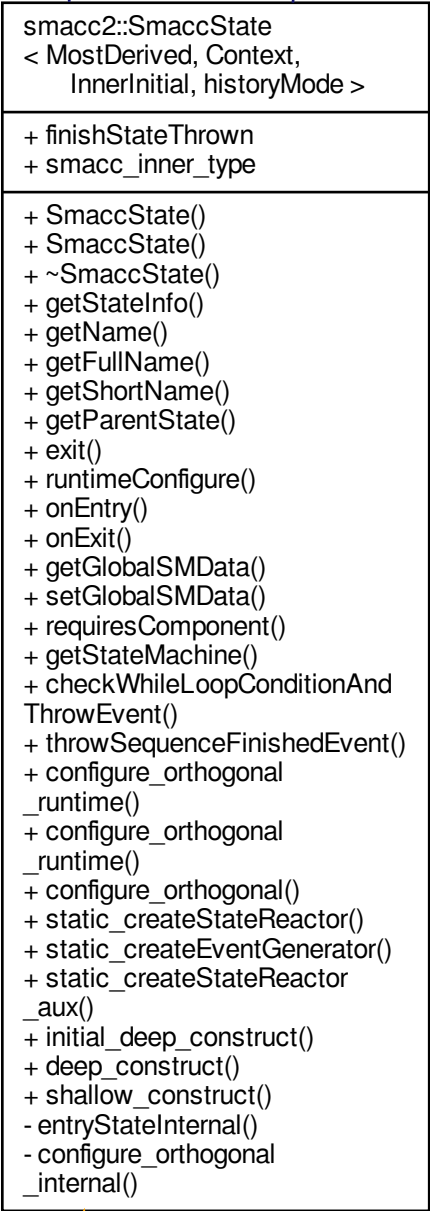 smacc2::SmaccState
< MostDerived, Context,
InnerInitial, historyMode >
+ finishStateThrown
+ smacc_inner_type
+ SmaccState()
+ SmaccState()
+ ~SmaccState()
+ getStateInfo()
+ getName()
+ getFullName()
+ getShortName()
+ getParentState()
+ exit()
+ runtimeConfigure()
+ onEntry()
+ onExit()
+ getGlobalSMData()
+ setGlobalSMData()
+ requiresComponent()
+ getStateMachine()
+ checkWhileLoopConditionAnd
ThrowEvent()
+ throwSequenceFinishedEvent()
+ configure_orthogonal
_runtime()
+ configure_orthogonal
_runtime()
+ configure_orthogonal()
+ static_createStateReactor()
+ static_createEventGenerator()
+ static_createStateReactor
_aux()
+ initial_deep_construct()
+ deep_construct()
+ shallow_construct()
- entryStateInternal()
- configure_orthogonal
_internal()